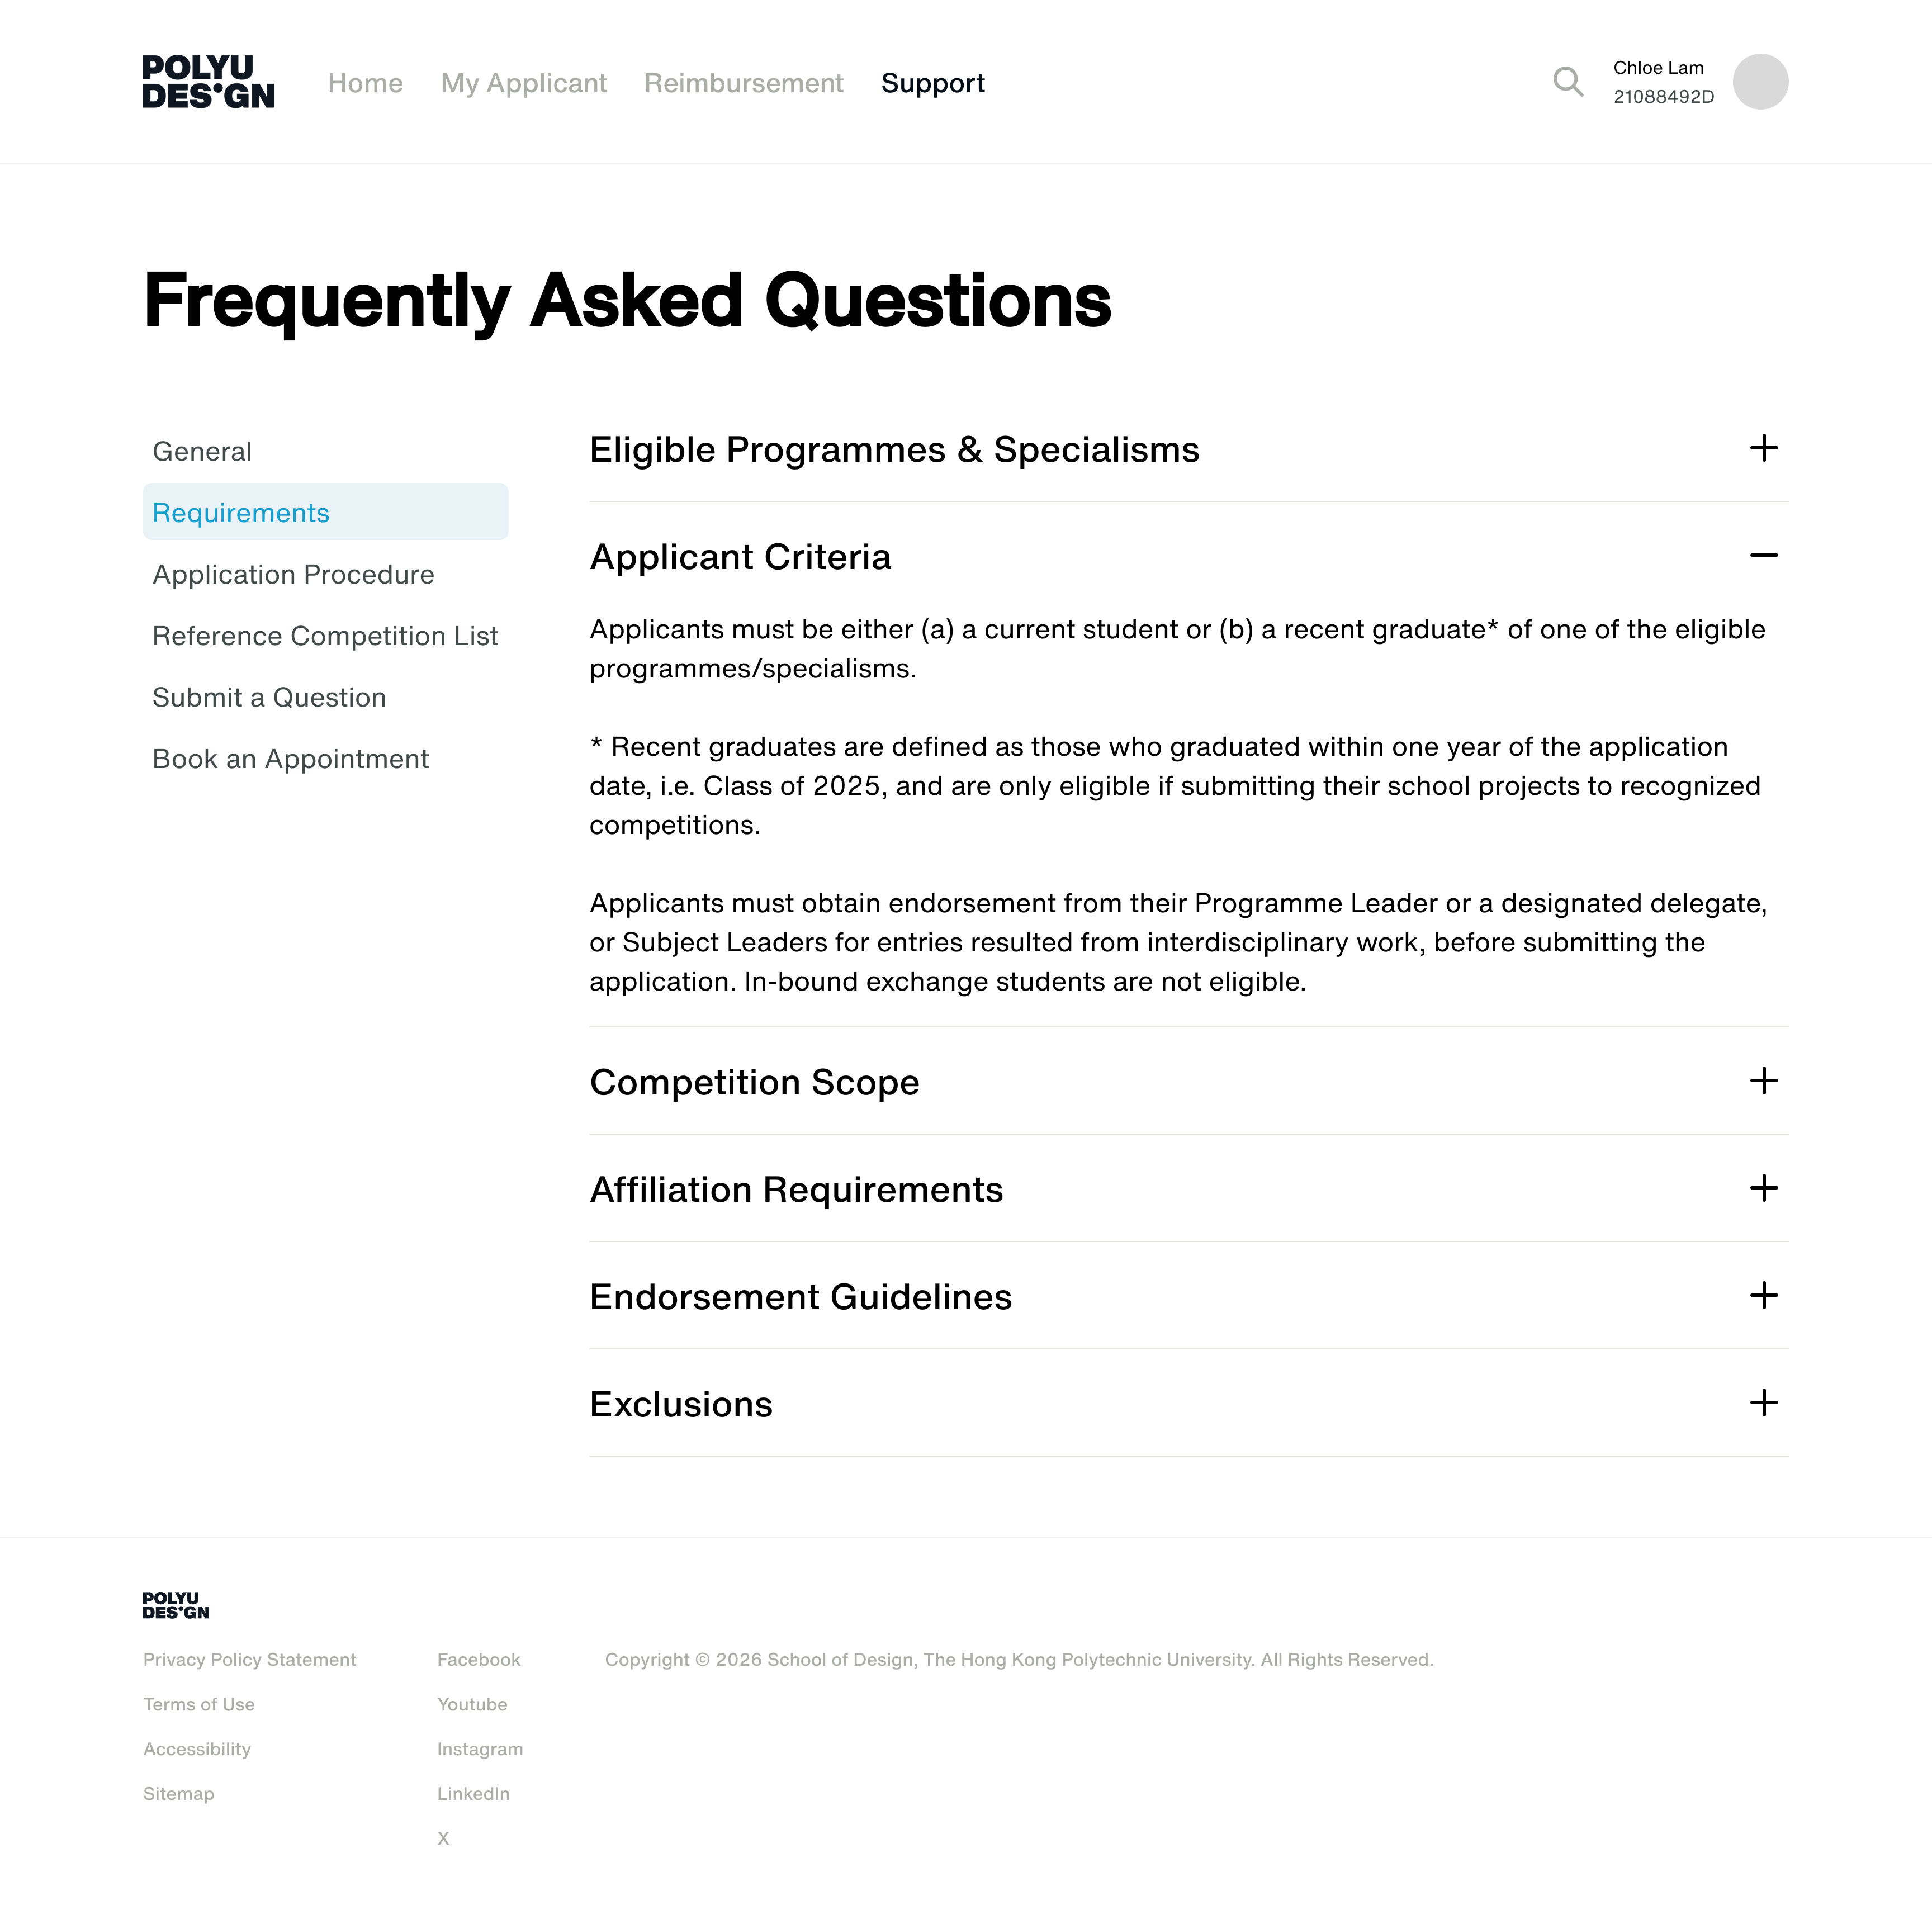 POLYU
DES•GN
Home
My Applicant
Reimbursement
Support
Chloe Lam
21088492D
Frequently Asked Questions
General
Requirements
Application Procedure
Reference Competition List
Submit a Question
Book an Appointment
Eligible Programmes & Specialisms
Applicant Criteria
Applicants must be either (a) a current student or (b) a recent graduate* of one of the eligible
programmes/specialisms.
* Recent graduates are defined as those who graduated within one year of the application
date, i.e. Class of 2025, and are only eligible if submitting their school projects to recognized
competitions.
Applicants must obtain endorsement from their Programme Leader or a designated delegate,
or Subject Leaders for entries resulted from interdisciplinary work, before submitting the
application. In-bound exchange students are not eligible.
Competition Scope
Affiliation Requirements
Endorsement Guidelines
Exclusions
POLYU
DES•GN
Privacy Policy Statement
Terms of Use
Accessibility
Sitemap
Facebook
Youtube
Instagram
LinkedIn
X
Copyright © 2026 School of Design, The Hong Kong Polytechnic University. All Rights Reserved.